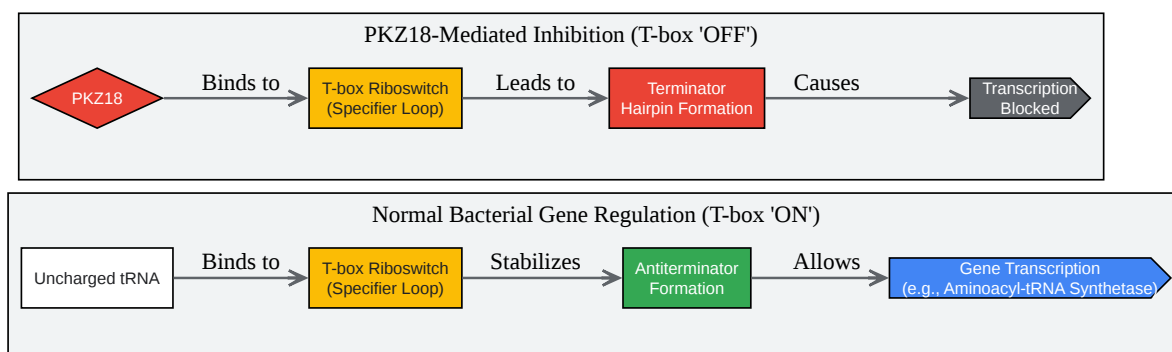 PKZ18-Mediated Inhibition (T-box 'OFF')
PKZ18
Binds to
T-box Riboswitch
(Specifier Loop)
Leads to
Terminator
Hairpin Formation
Causes
Transcription
Blocked
Normal Bacterial Gene Regulation (T-box 'ON')
Uncharged tRNA
Binds to
T-box Riboswitch
(Specifier Loop)
Stabilizes
Antiterminator
Formation
Allows
Gene Transcription
(e.g., Aminoacyl-tRNA Synthetase)